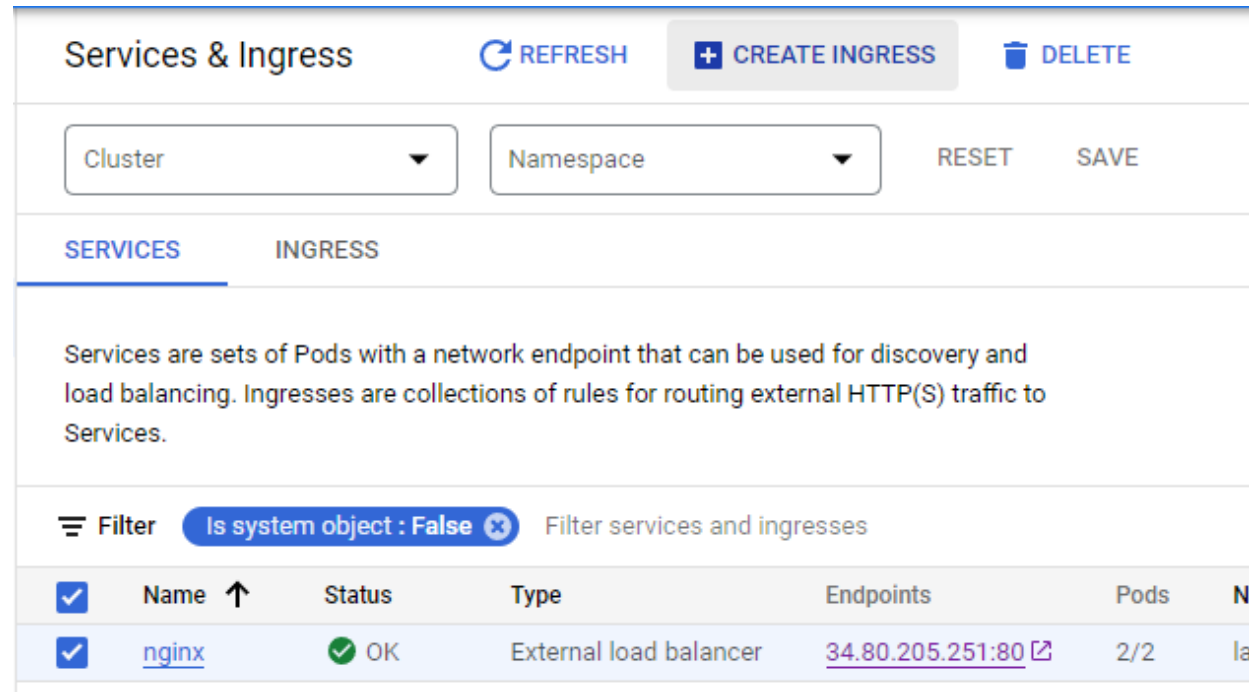 Services & Ingress REFRESH CREATE INGRESS DELETE
Cluster Namespace RESET SAVE
SERVICES INGRESS
Services are sets of Pods with a network endpoint that can be used for discovery and
load balancing. Ingresses are collections of rules for routing external HTTP(S) traffic to
Services.
Filter Is system object : False Filter services and ingresses
Name Status Type Endpoints Pods
nginx OK External load balancer 34.80.205.251:80 2/2